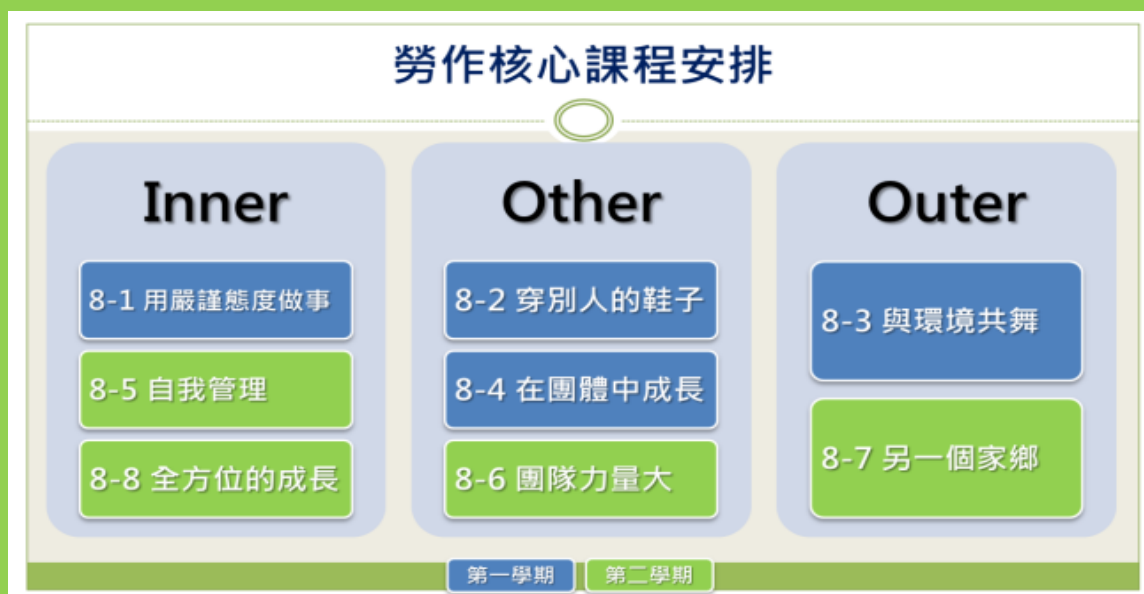 勞作核心課程安排
Inner
8-1 用嚴謹態度做事
8-5 自我管理
8-8 全方位的成長
Other
8-2 穿別人的鞋子
8-4 在團體中成長
8-6 團隊力量大
Outer
8-3 與環境共舞
8-7 另一個家鄉
第一學期
第二學期